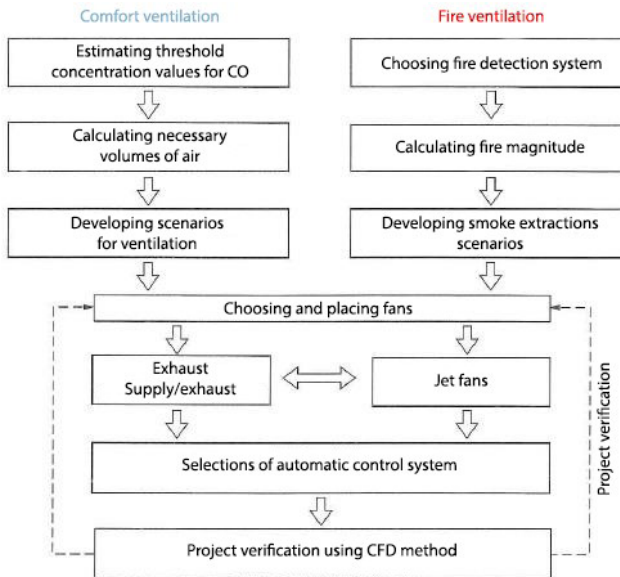 Comfort ventilation
Fire ventilation
Estimating threshold
concentration values for CO
Choosing fire detection system
Calculating necessary
volumes of air
Calculating fire magnitude
Developing scenarios
for ventilation
Developing smoke extractions
scenarios
Choosing and placing fans
Exhaust
Supply/exhaust
Jet fans
Selections of automatic control system
Project verification using CFD method
Project verification